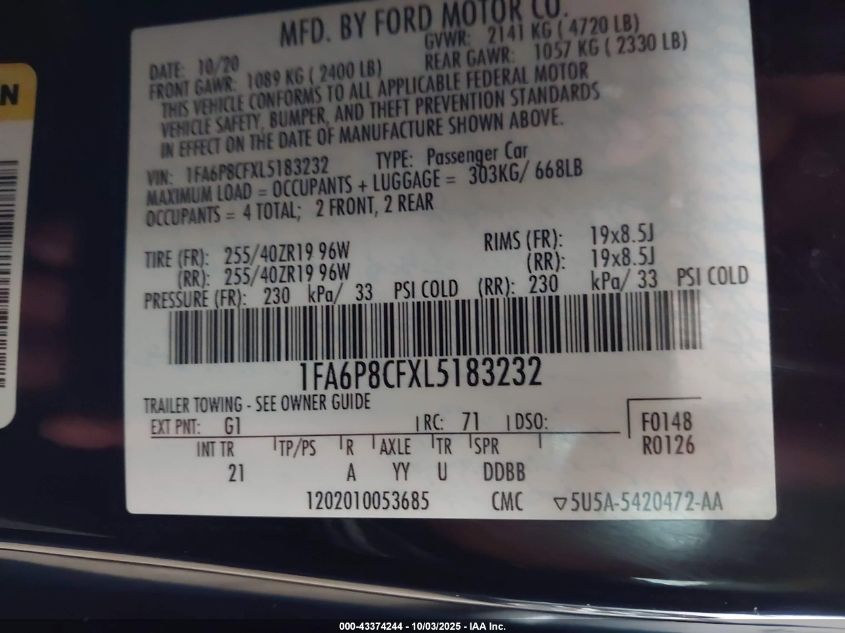 N
MFD. BY FORD MOTOR CO.
DATE: 10/20
GVWR: 2141 KG ( 4720 LB)
FRONT GAWR: 1089 KG ( 2400 LB)
REAR GAWR: 1057 KG ( 2330 LB)
THIS VEHICLE CONFORMS TO ALL APPLICABLE FEDERAL MOTOR
VEHICLE SAFETY, BUMPER, AND THEFT PREVENTION STANDARDS
IN EFFECT ON THE DATE OF MANUFACTURE SHOWN ABOVE.
VIN: 1FA6P8CFXL5183232 TYPE: Passenger Car
MAXIMUM LOAD = OCCUPANTS + LUGGAGE = 303KG/ 668LB
OCCUPANTS = 4 TOTAL; 2 FRONT, 2 REAR
TIRE (FR): 255/40ZR19 96W RIMS (FR): 19x8.5J
(RR): 255/40ZR19 96W (RR): 19x8.5J
PRESSURE (FR): 230 kPa/ 33 PSI COLD (RR): 230 kPa/ 33 PSI COLD
1FA6P8CFXL5183232
TRAILER TOWING - SEE OWNER GUIDE
EXT PNT: G1 RC: 71 DSO: F0148
INT TR TP/PS R AXLE TR SPR R0126
21 A YY U DDBB
1202010053685 CMC ▽5U5A-5420472-AA
000-43374244 - 10/03/2025 - IAA Inc.